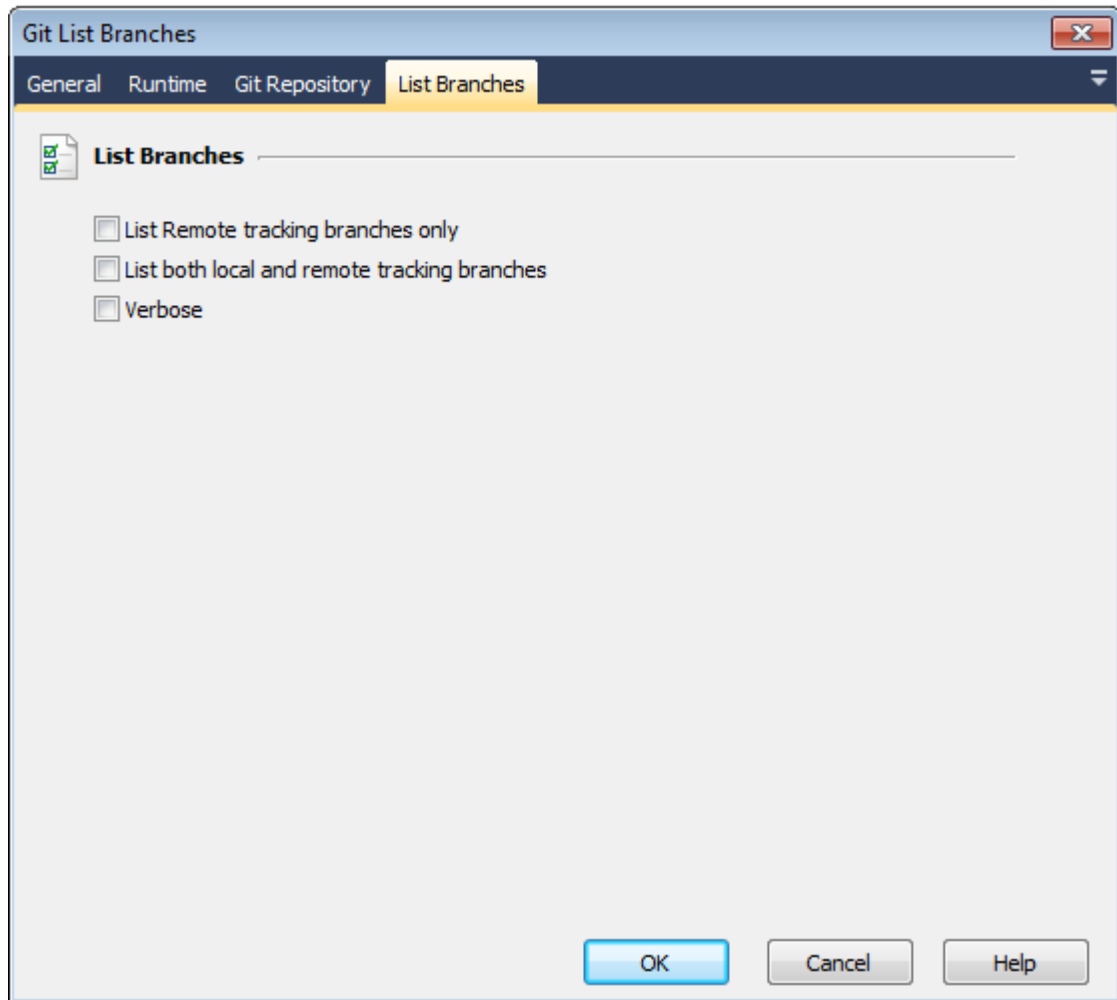 Git List Branches
General Runtime Git Repository List Branches
List Branches
List Remote tracking branches only
List both local and remote tracking branches
Verbose
OK Cancel Help